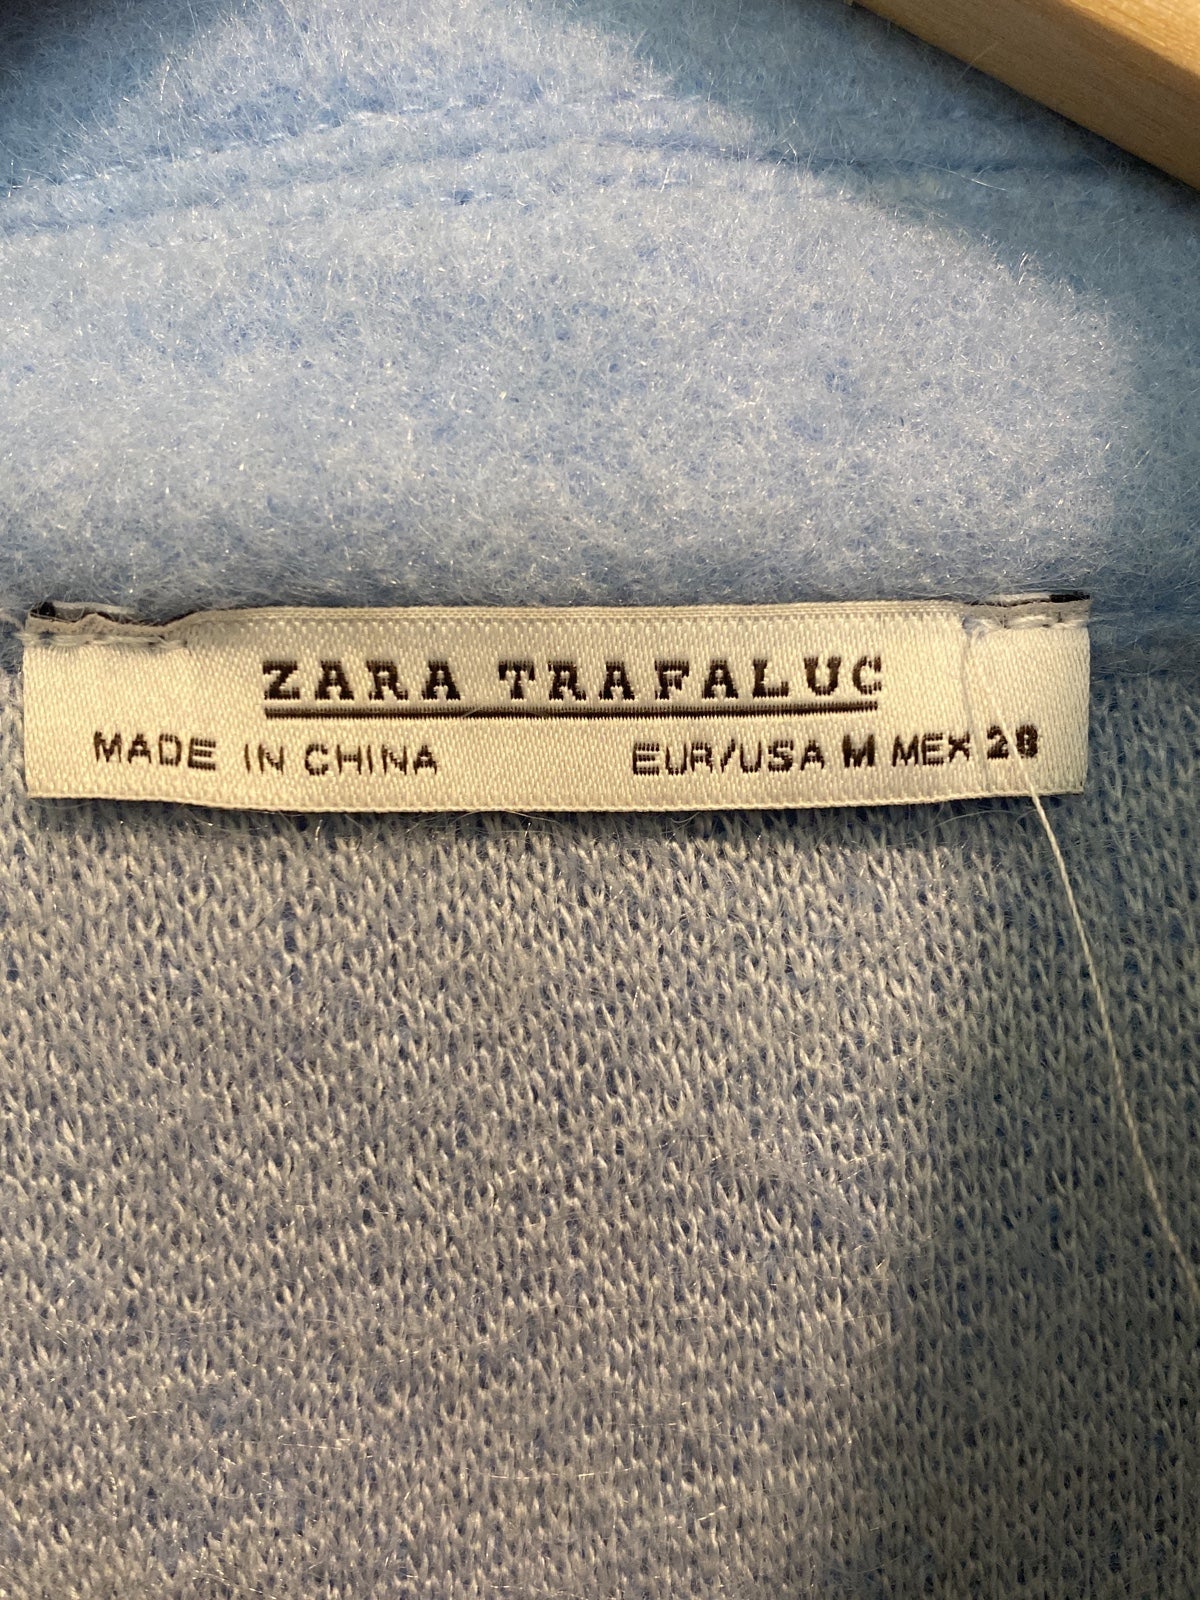 ZARA TRAFALUC
MADE IN CHINA EUR/USA M MEX 28